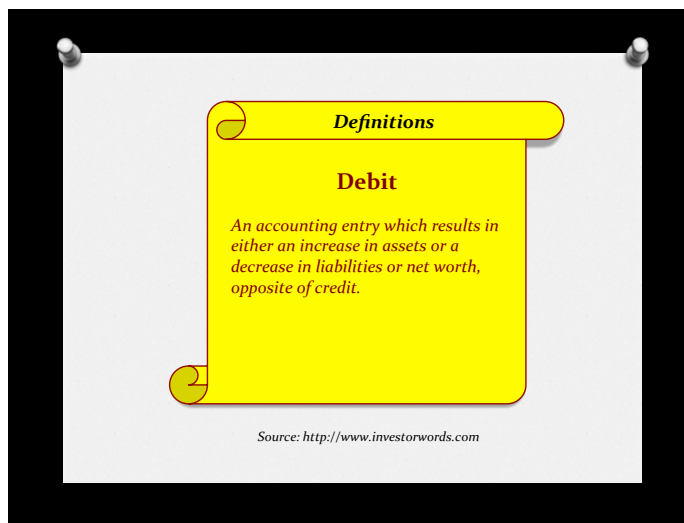 Definitions
Debit
An accounting entry which results in
either an increase in assets or a
decrease in liabilities or net worth,
opposite of credit.
Source: http://www.investorwords.com